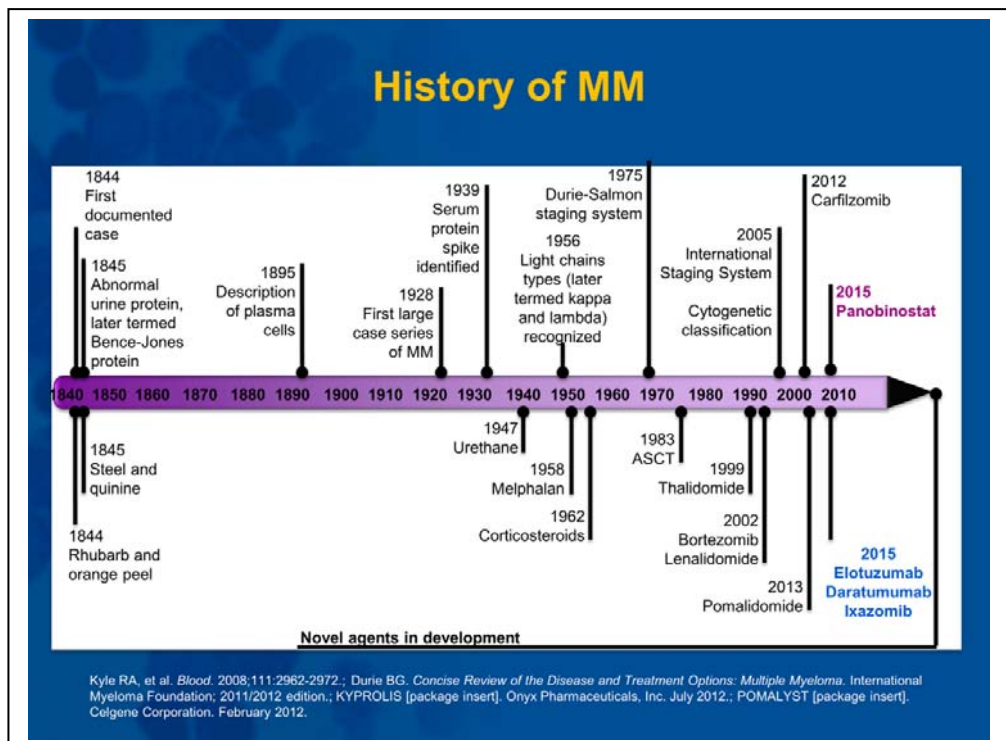 History of MM
1844
First
documented
case
1845
Abnormal
urine protein,
later termed
Bence-Jones
protein
1895
Description
of plasma
cells
1928
First large
case series
of MM
1939
Serum
protein
spike
identified
1956
Light chains
types (later
termed kappa
and lambda)
recognized
1975
Durie-Salmon
staging system
2005
International
Staging System
Cytogenetic
classification
2012
Carfilzomib
2015
Panobinostat
1840 1850 1860 1870 1880 1890 1900 1910 1920 1930 1940 1950 1960 1970 1980 1990 2000 2010
1845
Steel and
quinine
1844
Rhubarb and
orange peel
1947
Urethane
1958
Melphalan
1962
Corticosteroids
1983
ASCT
1999
Thalidomide
2002
Bortezomib
Lenalidomide
2013
Pomalidomide
2015
Elotuzumab
Daratumumab
Ixazomib
Novel agents in development
Kyle RA, et al. Blood. 2008;111:2962-2972.; Durie BG. Concise Review of the Disease and Treatment Options: Multiple Myeloma. International
Myeloma Foundation; 2011/2012 edition.; KYPROLIS [package insert]. Onyx Pharmaceuticals, Inc. July 2012.; POMALYST [package insert].
Celgene Corporation. February 2012.